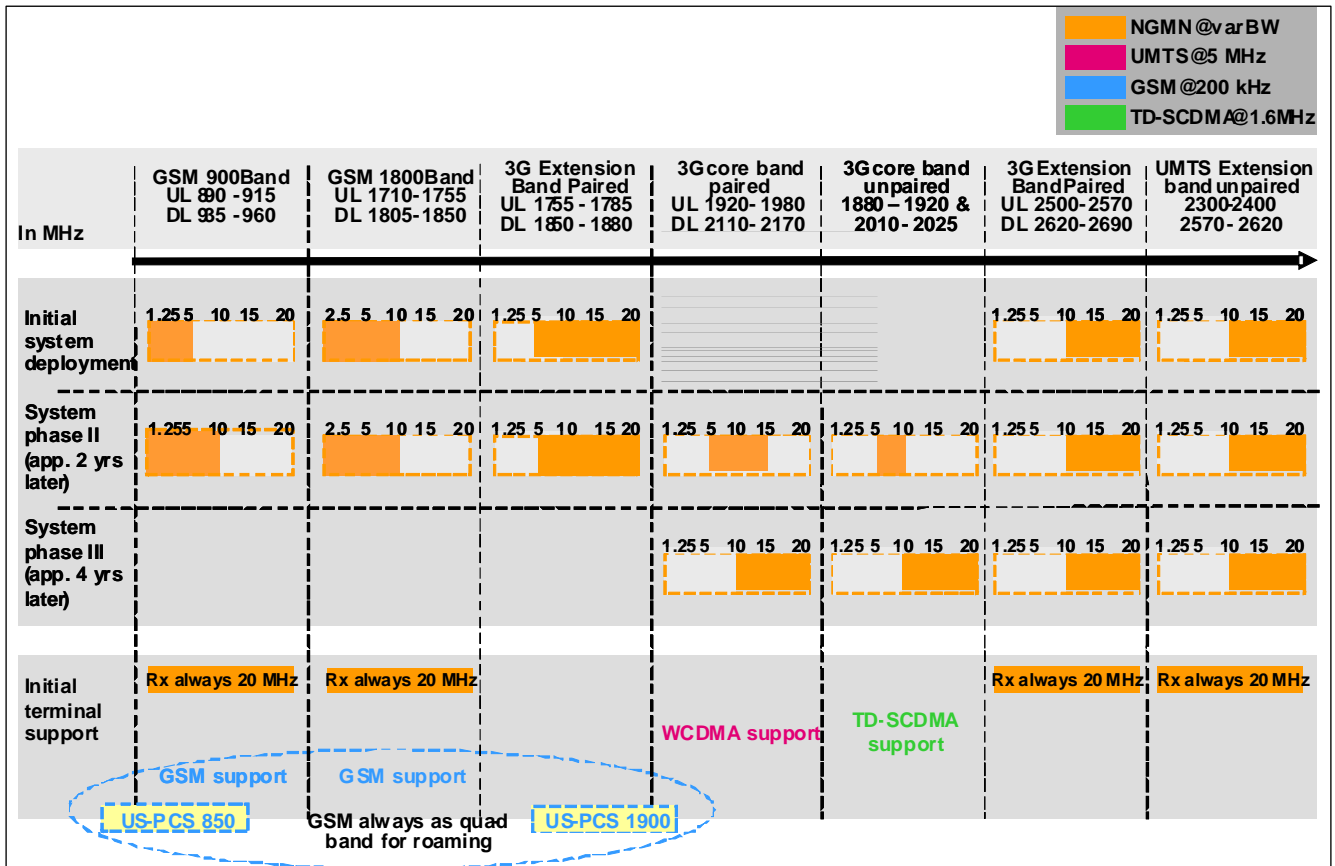 NGMN@varBW
UMTS@5 MHz
GSM@200 kHz
TD-SCDMA@1.6MHz
In MHz
GSM 900Band
UL 890 -915
DL 935 -960
GSM 1800Band
UL 1710-1755
DL 1805-1850
3G Extension
Band Paired
UL 1755 - 1785
DL 1850 - 1880
3Gcore band
paired
UL 1920-1980
DL 2110- 2170
3Gcore band
unpaired
1880 – 1920 &
2010- 2025
3GExtension
BandPaired
UL 2500-2570
DL 2620-2690
UMTS Extension
band unpaired
2300-2400
2570 - 2620
Initial
system
deployment
1.25 5 10 15 20
2.5 5 10 15 20
1.25 5 10 15 20
1.25 5 10 15 20
1.25 5 10 15 20
System
phase II
(app. 2 yrs
later)
1.25 5 10 15 20
2.5 5 10 15 20
1.25 5 10 15 20
1.25 5 10 15 20
1.25 5 10 15 20
1.25 5 10 15 20
1.25 5 10 15 20
System
phase III
(app. 4 yrs
later)
1.25 5 10 15 20
1.25 5 10 15 20
1.25 5 10 15 20
1.25 5 10 15 20
Initial
terminal
support
Rx always 20 MHz
Rx always 20 MHz
Rx always 20 MHz
Rx always 20 MHz
WCDMA support
TD-SCDMA
support
GSM support
GSM support
US-PCS 850
GSM always as quad
band for roaming
US-PCS 1900